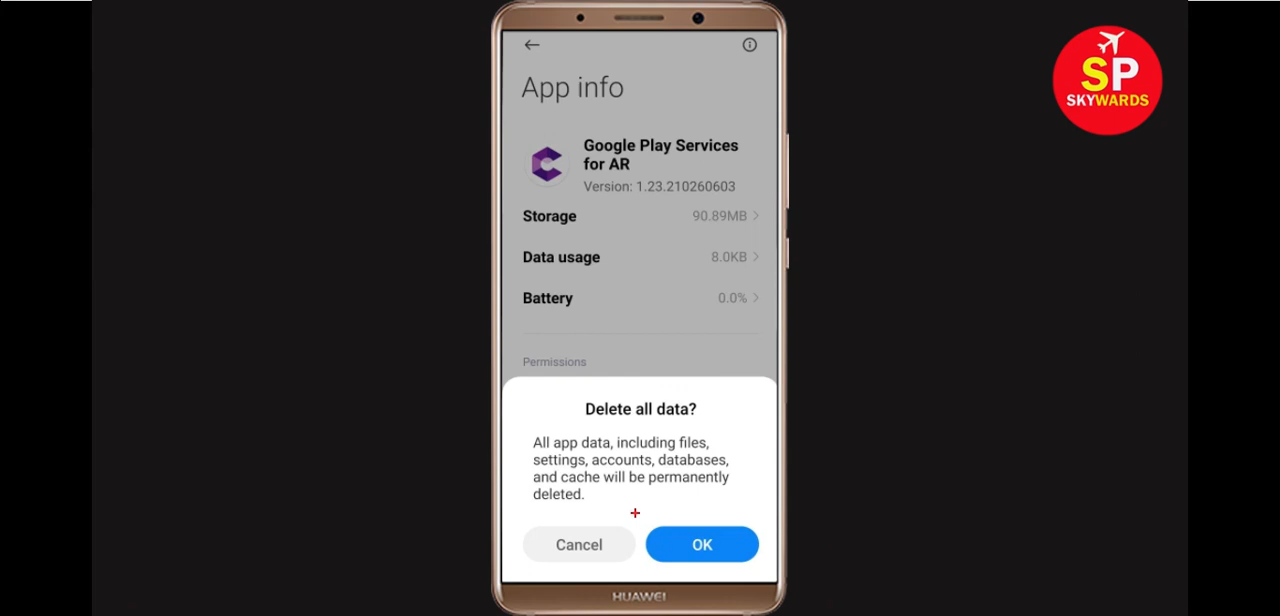 SP
SKYWARDS
App info
Google Play Services
for AR
Version: 1.23.210260603
Storage 90.89MB
Data usage 8.0KB
Battery 0.0%
Permissions
Delete all data?
All app data, including files,
settings, accounts, databases,
and cache will be permanently
deleted.
Cancel OK
HUAWEI